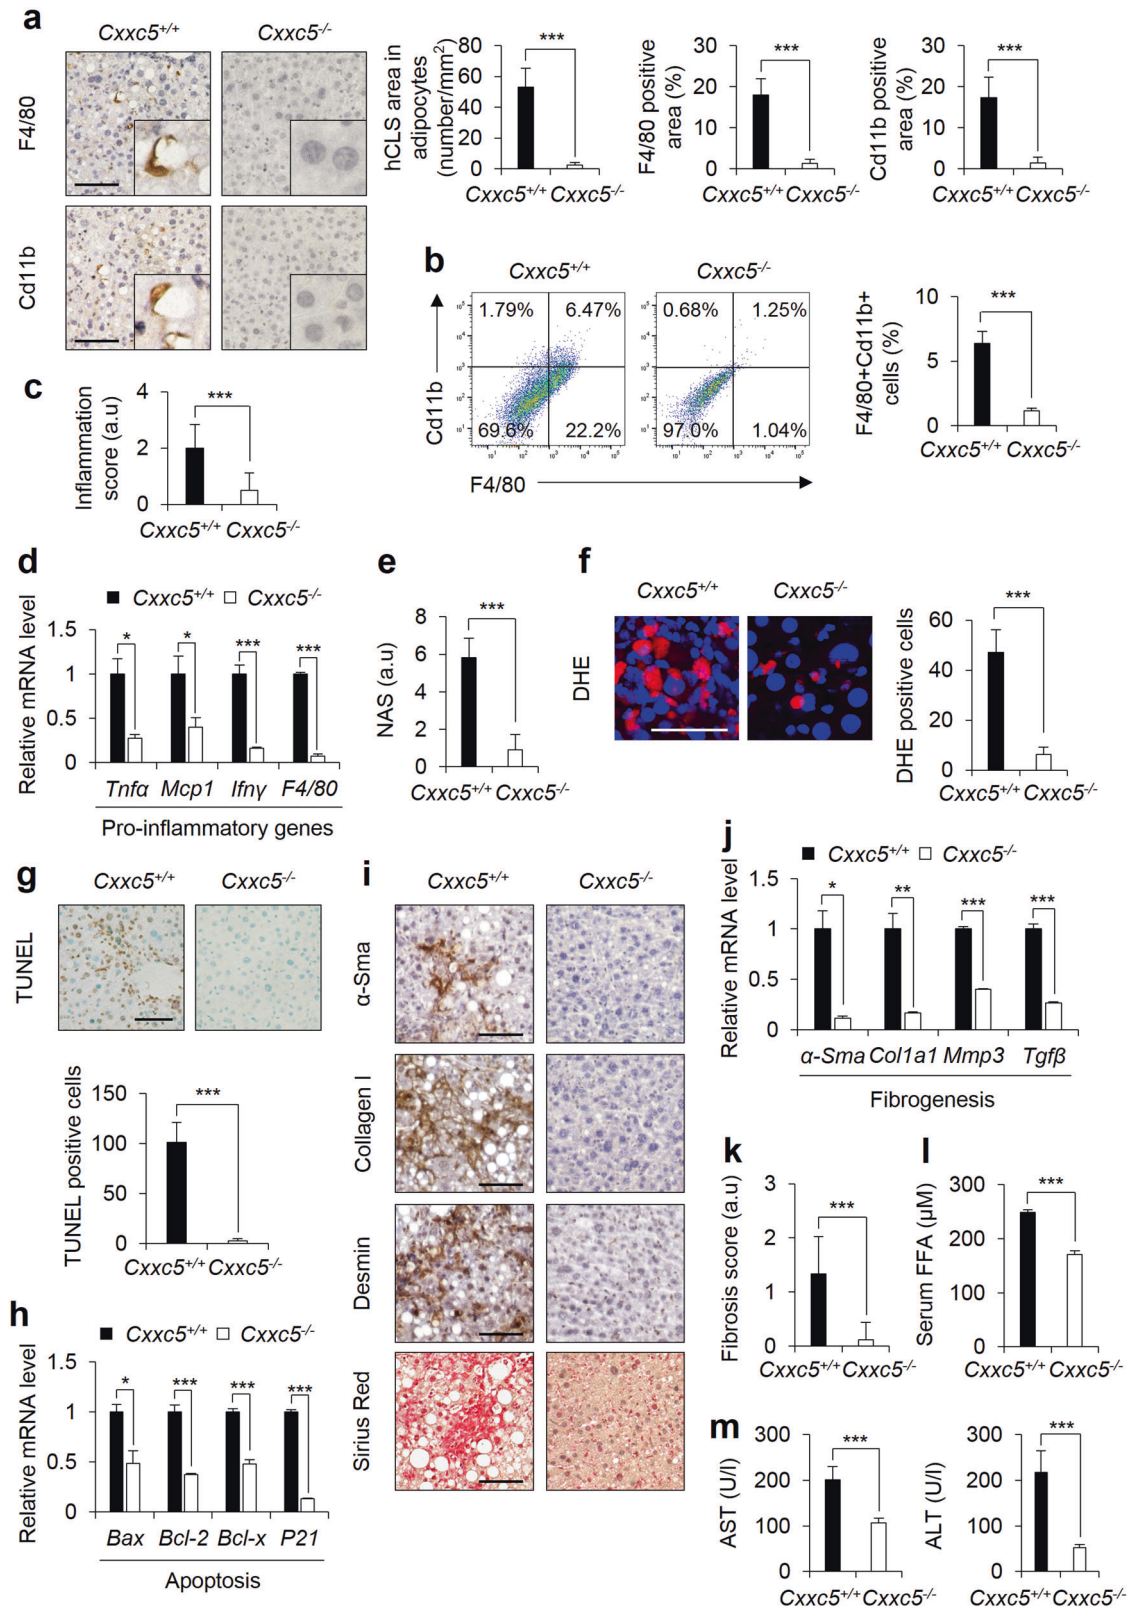 a
Cxxc5+/+ Cxxc5-/-
F4/80
Cd11b
hCLS area in
adipocytes
(number/mm2)
80
60
40
20
0
***
Cxxc5+/+ Cxxc5-/-
F4/80 positive
area (%)
30
20
10
0
***
Cxxc5+/+ Cxxc5-/-
Cd11b positive
area (%)
30
20
10
0
***
Cxxc5+/+ Cxxc5-/-
b
Cxxc5+/+ Cxxc5-/-
1.79% 6.47%
69.6% 22.2%
0.68% 1.25%
97.0% 1.04%
Cd11b
F4/80
F4/80+Cd11b+
cells (%)
10
5
0
***
Cxxc5+/+ Cxxc5-/-
c
Inflammation
score (a.u)
4
2
0
***
Cxxc5+/+ Cxxc5-/-
d
Cxxc5+/+ Cxxc5-/-
Relative mRNA level
1.5
1
0.5
0
* * *** ***
Tnfα Mcp1 Ifnγ F4/80
Pro-inflammatory genes
e
NAS (a.u)
8
6
4
2
0
***
Cxxc5+/+ Cxxc5-/-
f
Cxxc5+/+ Cxxc5-/-
DHE
DHE positive cells
60
40
20
0
***
Cxxc5+/+ Cxxc5-/-
g
Cxxc5+/+ Cxxc5-/-
TUNEL
TUNEL positive cells
150
100
50
0
***
Cxxc5+/+ Cxxc5-/-
h
Cxxc5+/+ Cxxc5-/-
Relative mRNA level
1.5
1
0.5
0
* *** *** ***
Bax Bcl-2 Bcl-x P21
Apoptosis
i
Cxxc5+/+ Cxxc5-/-
α-Sma
Collagen I
Desmin
Sirius Red
j
Cxxc5+/+ Cxxc5-/-
Relative mRNA level
1.5
1
0.5
0
* ** *** ***
α-Sma Col1a1 Mmp3 Tgfβ
Fibrogenesis
k
Fibrosis score (a.u)
3
2
1
0
***
Cxxc5+/+ Cxxc5-/-
l
Serum FFA (μM)
300
200
100
0
***
Cxxc5+/+ Cxxc5-/-
m
AST (U/l)
300
200
100
0
***
Cxxc5+/+ Cxxc5-/-
ALT (U/l)
300
200
100
0
***
Cxxc5+/+ Cxxc5-/-